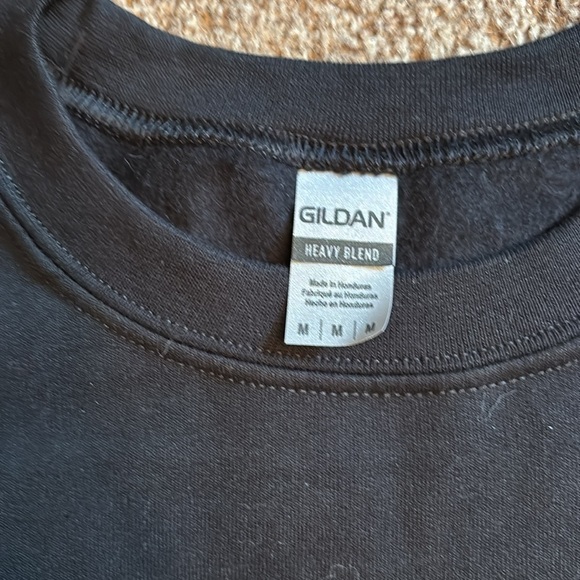 GILDAN
HEAVY BLEND
Made in Honduras
Fabriqué au Honduras
Hecho en Honduras
M | M | M